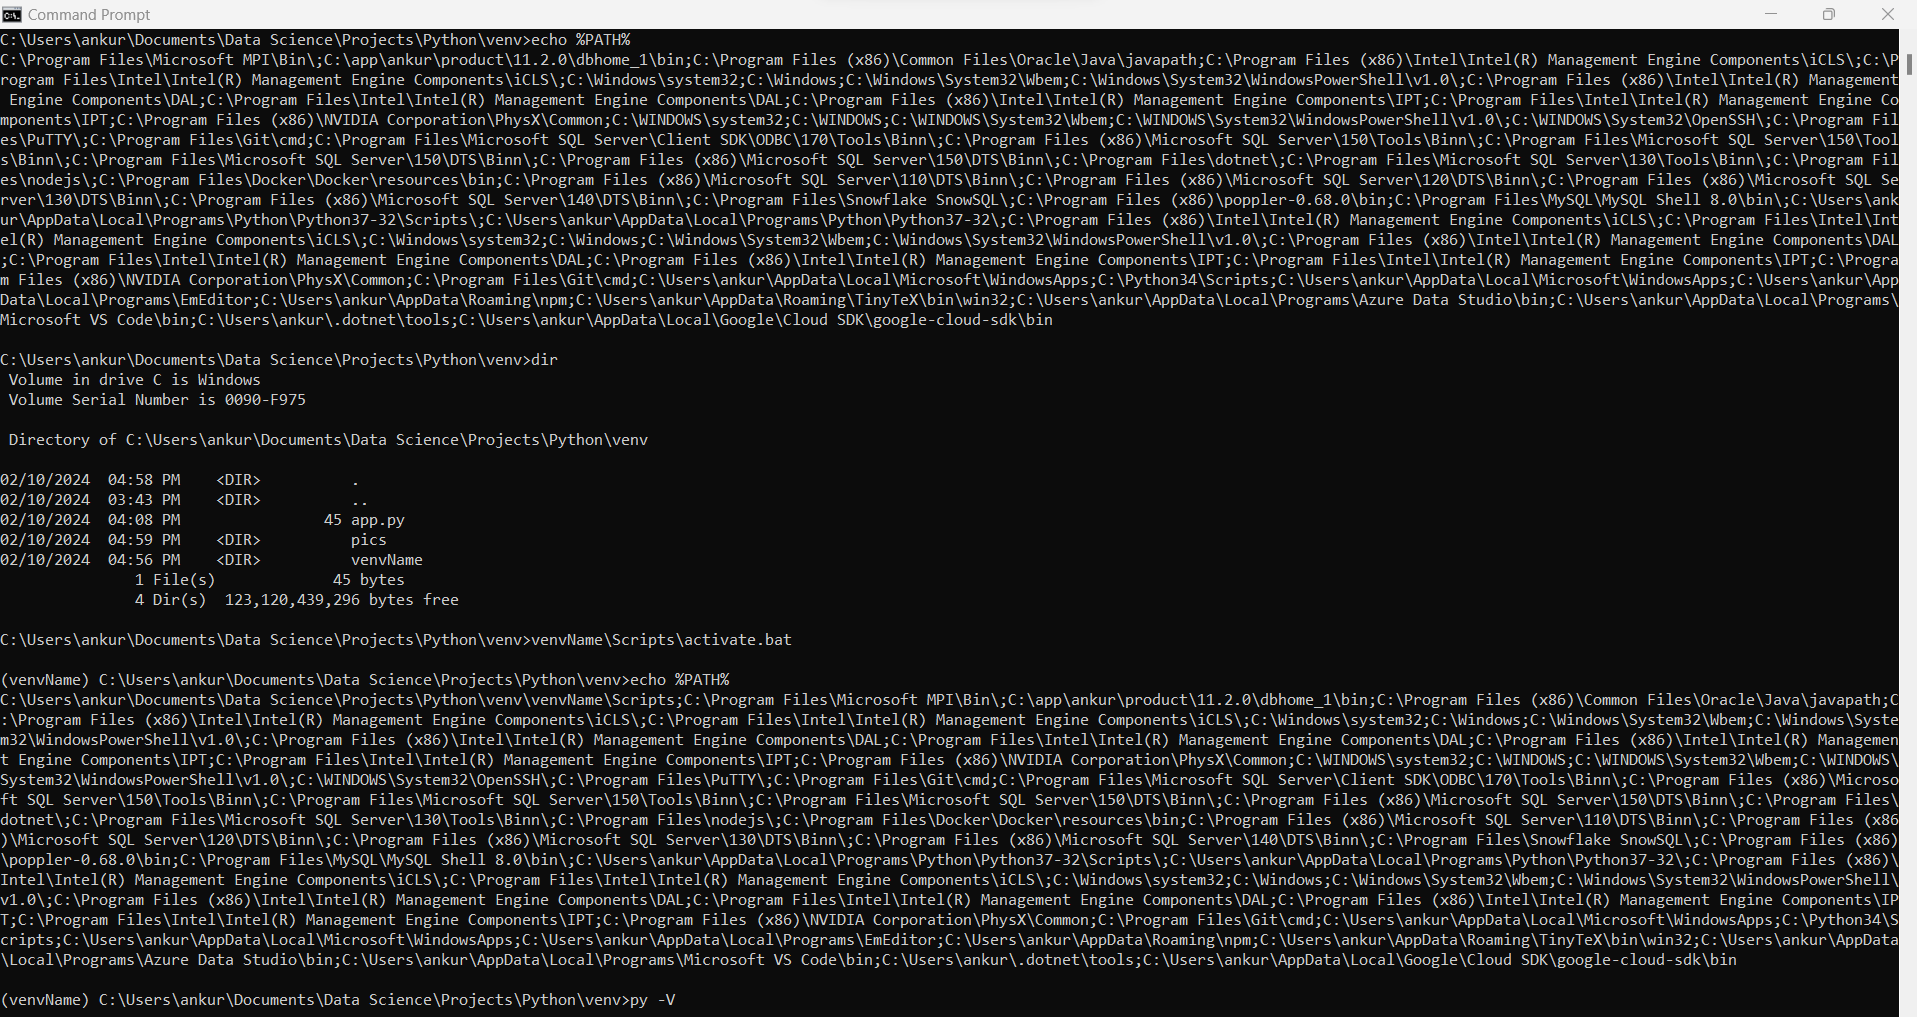 Command Prompt
C:\Users\ankur\Documents\Data Science\Projects\Python\venv>echo %PATH%
C:\Program Files\Microsoft MPI\Bin\;C:\app\ankur\product\11.2.0\dbhome_1\bin;C:\Program Files (x86)\Common Files\Oracle\Java\javapath;C:\Program Files (x86)\Intel\Intel(R) Management Engine Components\iCLS\;C:\P
rogram Files\Intel\Intel(R) Management Engine Components\iCLS\;C:\Windows\system32;C:\Windows;C:\Windows\System32\Wbem;C:\Windows\System32\WindowsPowerShell\v1.0\;C:\Program Files (x86)\Intel\Intel(R) Management
 Engine Components\DAL;C:\Program Files\Intel\Intel(R) Management Engine Components\DAL;C:\Program Files (x86)\Intel\Intel(R) Management Engine Components\IPT;C:\Program Files\Intel\Intel(R) Management Engine Co
mponents\IPT;C:\Program Files (x86)\NVIDIA Corporation\PhysX\Common;C:\WINDOWS\system32;C:\WINDOWS;C:\WINDOWS\System32\Wbem;C:\WINDOWS\System32\WindowsPowerShell\v1.0\;C:\WINDOWS\System32\OpenSSH\;C:\Program Fil
es\PuTTY\;C:\Program Files\Git\cmd;C:\Program Files\Microsoft SQL Server\Client SDK\ODBC\170\Tools\Binn\;C:\Program Files (x86)\Microsoft SQL Server\150\Tools\Binn\;C:\Program Files\Microsoft SQL Server\150\Tool
s\Binn\;C:\Program Files\Microsoft SQL Server\150\DTS\Binn\;C:\Program Files (x86)\Microsoft SQL Server\150\DTS\Binn\;C:\Program Files\dotnet\;C:\Program Files\Microsoft SQL Server\130\Tools\Binn\;C:\Program Fil
es\nodejs\;C:\Program Files\Docker\Docker\resources\bin;C:\Program Files (x86)\Microsoft SQL Server\110\DTS\Binn\;C:\Program Files (x86)\Microsoft SQL Server\120\DTS\Binn\;C:\Program Files (x86)\Microsoft SQL Se
rver\130\DTS\Binn\;C:\Program Files (x86)\Microsoft SQL Server\140\DTS\Binn\;C:\Program Files\Snowflake SnowSQL\;C:\Program Files (x86)\poppler-0.68.0\bin;C:\Program Files\MySQL\MySQL Shell 8.0\bin\;C:\Users\ank
ur\AppData\Local\Programs\Python\Python37-32\Scripts\;C:\Users\ankur\AppData\Local\Programs\Python\Python37-32\;C:\Program Files (x86)\Intel\Intel(R) Management Engine Components\iCLS\;C:\Program Files\Intel\Int
el(R) Management Engine Components\iCLS\;C:\Windows\system32;C:\Windows;C:\Windows\System32\Wbem;C:\Windows\System32\WindowsPowerShell\v1.0\;C:\Program Files (x86)\Intel\Intel(R) Management Engine Components\DAL
;C:\Program Files\Intel\Intel(R) Management Engine Components\DAL;C:\Program Files (x86)\Intel\Intel(R) Management Engine Components\IPT;C:\Program Files\Intel\Intel(R) Management Engine Components\IPT;C:\Progra
m Files (x86)\NVIDIA Corporation\PhysX\Common;C:\Program Files\Git\cmd;C:\Users\ankur\AppData\Local\Microsoft\WindowsApps;C:\Python34\Scripts;C:\Users\ankur\AppData\Local\Microsoft\WindowsApps;C:\Users\ankur\App
Data\Local\Programs\EmEditor;C:\Users\ankur\AppData\Roaming\npm;C:\Users\ankur\AppData\Roaming\TinyTeX\bin\win32;C:\Users\ankur\AppData\Local\Programs\Azure Data Studio\bin;C:\Users\ankur\AppData\Local\Programs\
Microsoft VS Code\bin;C:\Users\ankur\.dotnet\tools;C:\Users\ankur\AppData\Local\Google\Cloud SDK\google-cloud-sdk\bin
C:\Users\ankur\Documents\Data Science\Projects\Python\venv>dir
 Volume in drive C is Windows
 Volume Serial Number is 0090-F975
 Directory of C:\Users\ankur\Documents\Data Science\Projects\Python\venv
02/10/2024  04:58 PM    <DIR>          .
02/10/2024  03:43 PM    <DIR>          ..
02/10/2024  04:08 PM                45 app.py
02/10/2024  04:59 PM    <DIR>          pics
02/10/2024  04:56 PM    <DIR>          venvName
               1 File(s)             45 bytes
               4 Dir(s)  123,120,439,296 bytes free
C:\Users\ankur\Documents\Data Science\Projects\Python\venv>venvName\Scripts\activate.bat
(venvName) C:\Users\ankur\Documents\Data Science\Projects\Python\venv>echo %PATH%
C:\Users\ankur\Documents\Data Science\Projects\Python\venv\venvName\Scripts;C:\Program Files\Microsoft MPI\Bin\;C:\app\ankur\product\11.2.0\dbhome_1\bin;C:\Program Files (x86)\Common Files\Oracle\Java\javapath;C
:\Program Files (x86)\Intel\Intel(R) Management Engine Components\iCLS\;C:\Program Files\Intel\Intel(R) Management Engine Components\iCLS\;C:\Windows\system32;C:\Windows;C:\Windows\System32\Wbem;C:\Windows\Syste
m32\WindowsPowerShell\v1.0\;C:\Program Files (x86)\Intel\Intel(R) Management Engine Components\DAL;C:\Program Files\Intel\Intel(R) Management Engine Components\DAL;C:\Program Files (x86)\Intel\Intel(R) Managemen
t Engine Components\IPT;C:\Program Files\Intel\Intel(R) Management Engine Components\IPT;C:\Program Files (x86)\NVIDIA Corporation\PhysX\Common;C:\WINDOWS\system32;C:\WINDOWS;C:\WINDOWS\System32\Wbem;C:\WINDOWS\
System32\WindowsPowerShell\v1.0\;C:\WINDOWS\System32\OpenSSH\;C:\Program Files\PuTTY\;C:\Program Files\Git\cmd;C:\Program Files\Microsoft SQL Server\Client SDK\ODBC\170\Tools\Binn\;C:\Program Files (x86)\Microso
ft SQL Server\150\Tools\Binn\;C:\Program Files\Microsoft SQL Server\150\Tools\Binn\;C:\Program Files\Microsoft SQL Server\150\DTS\Binn\;C:\Program Files (x86)\Microsoft SQL Server\150\DTS\Binn\;C:\Program Files\
dotnet\;C:\Program Files\Microsoft SQL Server\130\Tools\Binn\;C:\Program Files\nodejs\;C:\Program Files\Docker\Docker\resources\bin;C:\Program Files (x86)\Microsoft SQL Server\110\DTS\Binn\;C:\Program Files (x86
)\Microsoft SQL Server\120\DTS\Binn\;C:\Program Files (x86)\Microsoft SQL Server\130\DTS\Binn\;C:\Program Files (x86)\Microsoft SQL Server\140\DTS\Binn\;C:\Program Files\Snowflake SnowSQL\;C:\Program Files (x86)
\poppler-0.68.0\bin;C:\Program Files\MySQL\MySQL Shell 8.0\bin\;C:\Users\ankur\AppData\Local\Programs\Python\Python37-32\Scripts\;C:\Users\ankur\AppData\Local\Programs\Python\Python37-32\;C:\Program Files (x86)\
Intel\Intel(R) Management Engine Components\iCLS\;C:\Program Files\Intel\Intel(R) Management Engine Components\iCLS\;C:\Windows\system32;C:\Windows;C:\Windows\System32\Wbem;C:\Windows\System32\WindowsPowerShell\
v1.0\;C:\Program Files (x86)\Intel\Intel(R) Management Engine Components\DAL;C:\Program Files\Intel\Intel(R) Management Engine Components\DAL;C:\Program Files (x86)\Intel\Intel(R) Management Engine Components\IP
T;C:\Program Files\Intel\Intel(R) Management Engine Components\IPT;C:\Program Files (x86)\NVIDIA Corporation\PhysX\Common;C:\Program Files\Git\cmd;C:\Users\ankur\AppData\Local\Microsoft\WindowsApps;C:\Python34\S
cripts;C:\Users\ankur\AppData\Local\Microsoft\WindowsApps;C:\Users\ankur\AppData\Local\Programs\EmEditor;C:\Users\ankur\AppData\Roaming\npm;C:\Users\ankur\AppData\Roaming\TinyTeX\bin\win32;C:\Users\ankur\AppData
\Local\Programs\Azure Data Studio\bin;C:\Users\ankur\AppData\Local\Programs\Microsoft VS Code\bin;C:\Users\ankur\.dotnet\tools;C:\Users\ankur\AppData\Local\Google\Cloud SDK\google-cloud-sdk\bin
(venvName) C:\Users\ankur\Documents\Data Science\Projects\Python\venv>py -V